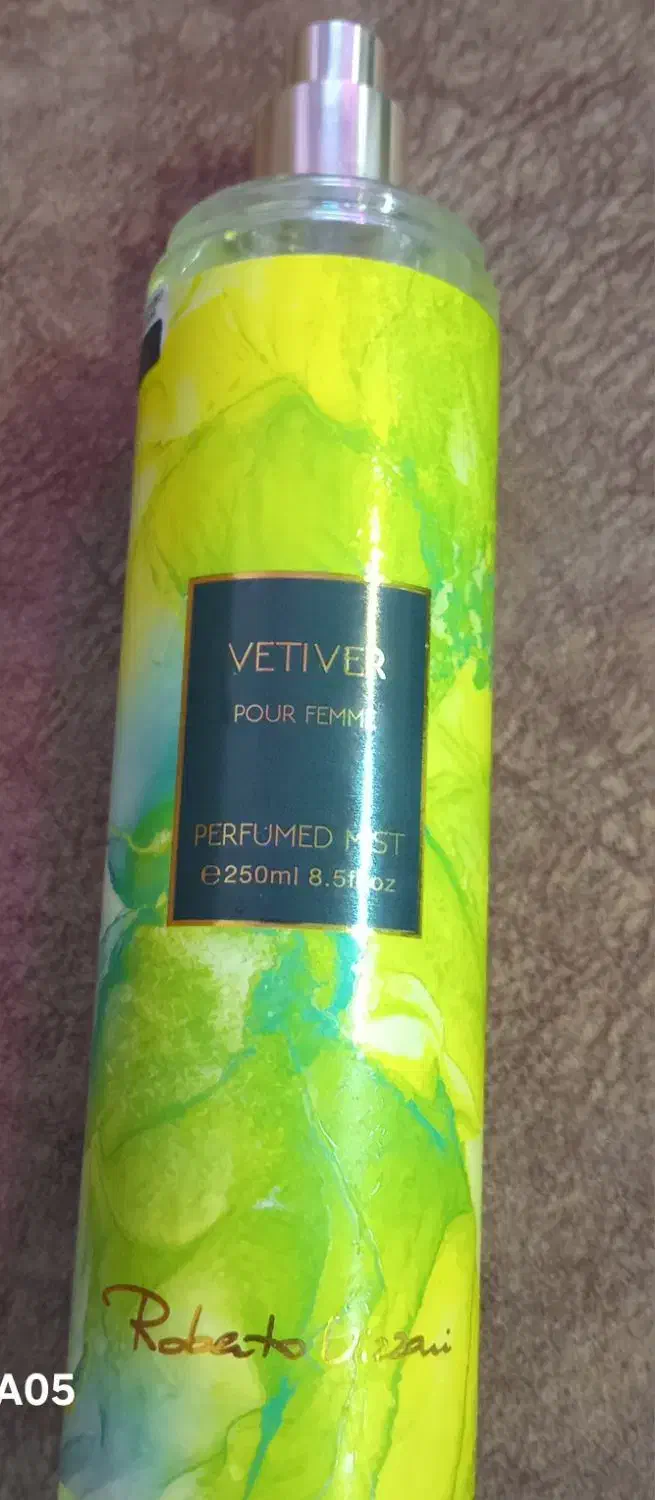 VETIVER
POUR FEMME
PERFUMED MIST
℮250ml 8.5fl oz
Roberto
A05